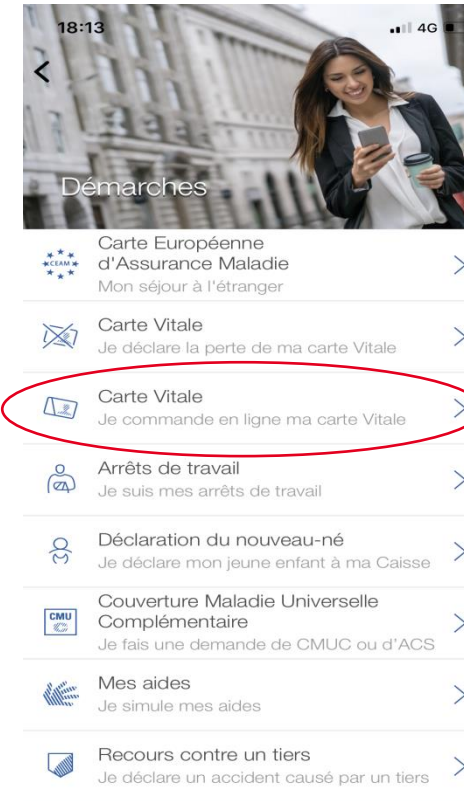 18:13
4G
Démarches
CEAM
Carte Européenne
d'Assurance Maladie
Mon séjour à l'étranger
Carte Vitale
Je déclare la perte de ma carte Vitale
Carte Vitale
Je commande en ligne ma carte Vitale
Arrêts de travail
Je suis mes arrêts de travail
Déclaration du nouveau-né
Je déclare mon jeune enfant à ma Caisse
CMU
Couverture Maladie Universelle
Complémentaire
Je fais une demande de CMUC ou d'ACS
Mes aides
Je simule mes aides
Recours contre un tiers
Je déclare un accident causé par un tiers